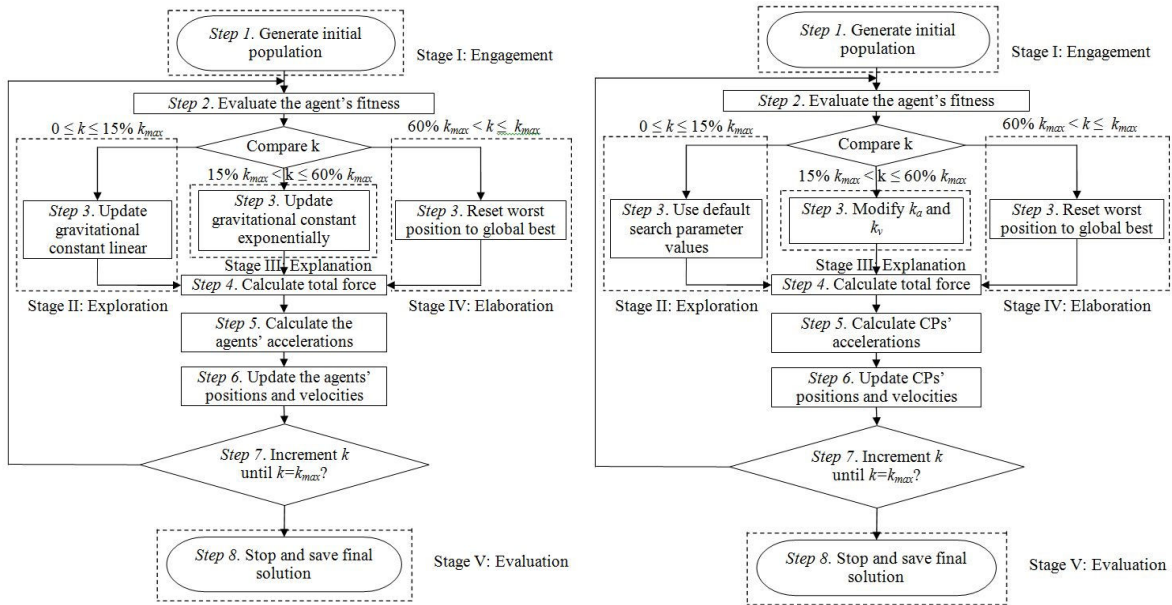 Step 1. Generate initial
population
Stage I: Engagement
Step 2. Evaluate the agent's fitness
0 ≤ k ≤ 15% kmax
60% kmax < k ≤ kmax
Compare k
15% kmax < k ≤ 60% kmax
Step 3. Update
gravitational
constant linear
Step 3. Update
gravitational constant
exponentially
Step 3. Reset worst
position to global best
Stage III: Explanation
Step 4. Calculate total force
Stage II: Exploration
Stage IV: Elaboration
Step 5. Calculate the
agents' accelerations
Step 6. Update the agents'
positions and velocities
Step 7. Increment k
until k=kmax?
Step 8. Stop and save final
solution
Stage V: Evaluation
Step 1. Generate initial
population
Stage I: Engagement
Step 2. Evaluate the agent's fitness
0 ≤ k ≤ 15% kmax
60% kmax < k ≤ kmax
Compare k
15% kmax < k ≤ 60% kmax
Step 3. Use default
search parameter
values
Step 3. Modify ka and
kv
Step 3. Reset worst
position to global best
Stage III: Explanation
Step 4. Calculate total force
Stage II: Exploration
Stage IV: Elaboration
Step 5. Calculate CPs'
accelerations
Step 6. Update CPs'
positions and velocities
Step 7. Increment k
until k=kmax?
Step 8. Stop and save final
solution
Stage V: Evaluation